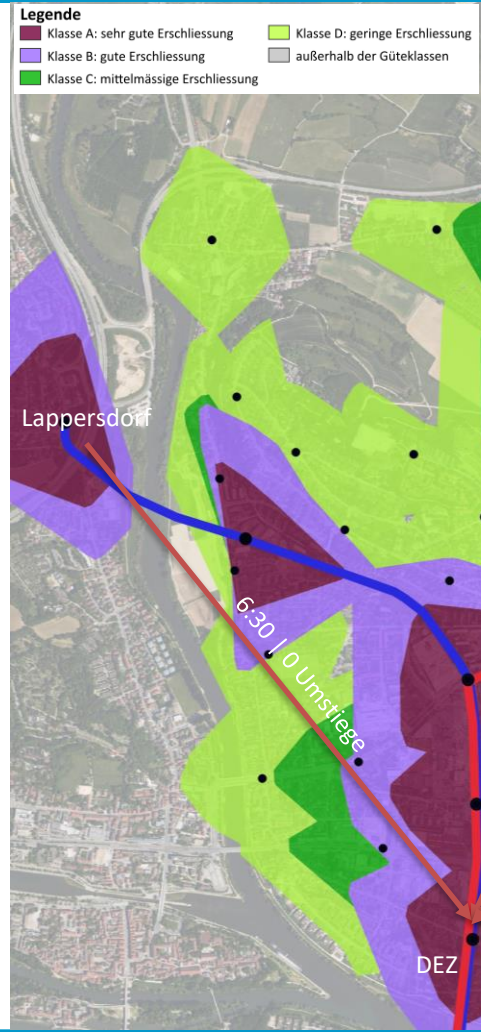 Legende
Klasse A: sehr gute Erschliessung
Klasse B: gute Erschliessung
Klasse C: mittelmässige Erschliessung
Klasse D: geringe Erschliessung
außerhalb der Güteklassen
Lappersdorf
6:30 | 0 Umstiege
DEZ